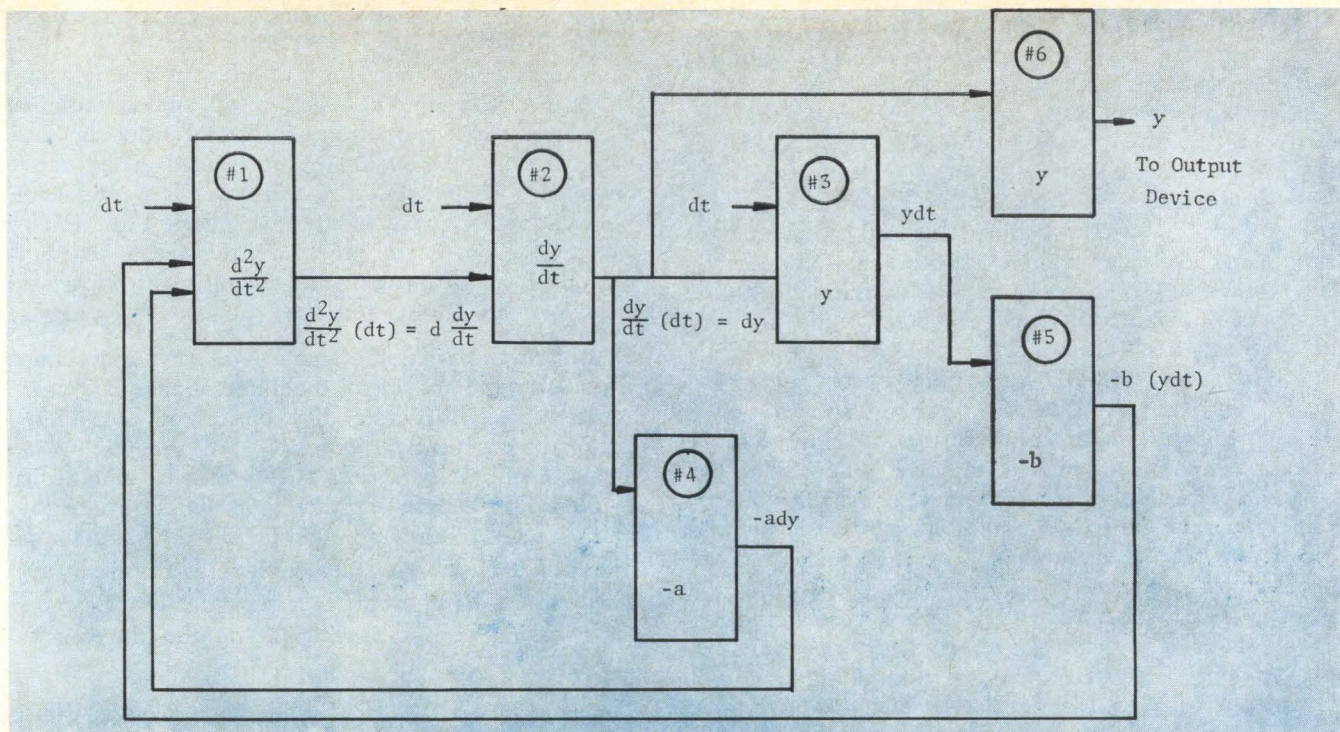 #1
dt
d²y
dt²
d²y/dt² (dt) = d dy/dt
#2
dt
dy
dt
dy/dt (dt) = dy
#3
dt
y
ydt
#6
y
y
To Output
Device
#5
-b
-b (ydt)
#4
-a
-ady